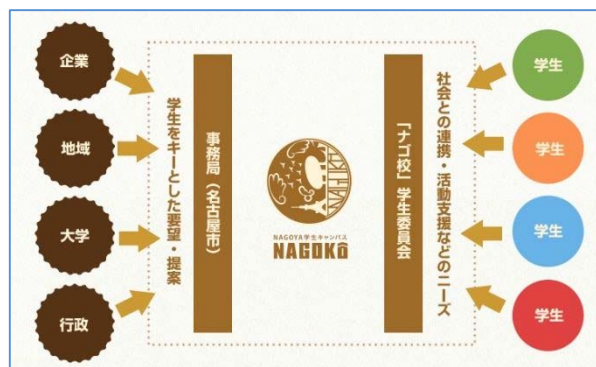 企業
地域
大学
行政
学生をキーとした要望・提案
事務局（名古屋市）
NAGOYA学生キャンパス
NAGOKŌ
「ナゴ校」学生委員会
社会との連携・活動支援などのニーズ
学生
学生
学生
学生